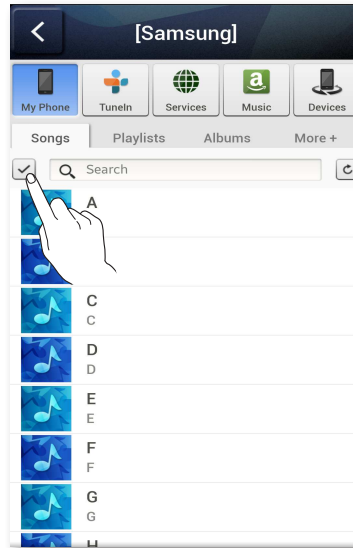 [Samsung]
My Phone TuneIn Services Music Devices
Songs Playlists Albums More +
Search
A
C
C
D
D
E
E
F
F
G
G
H